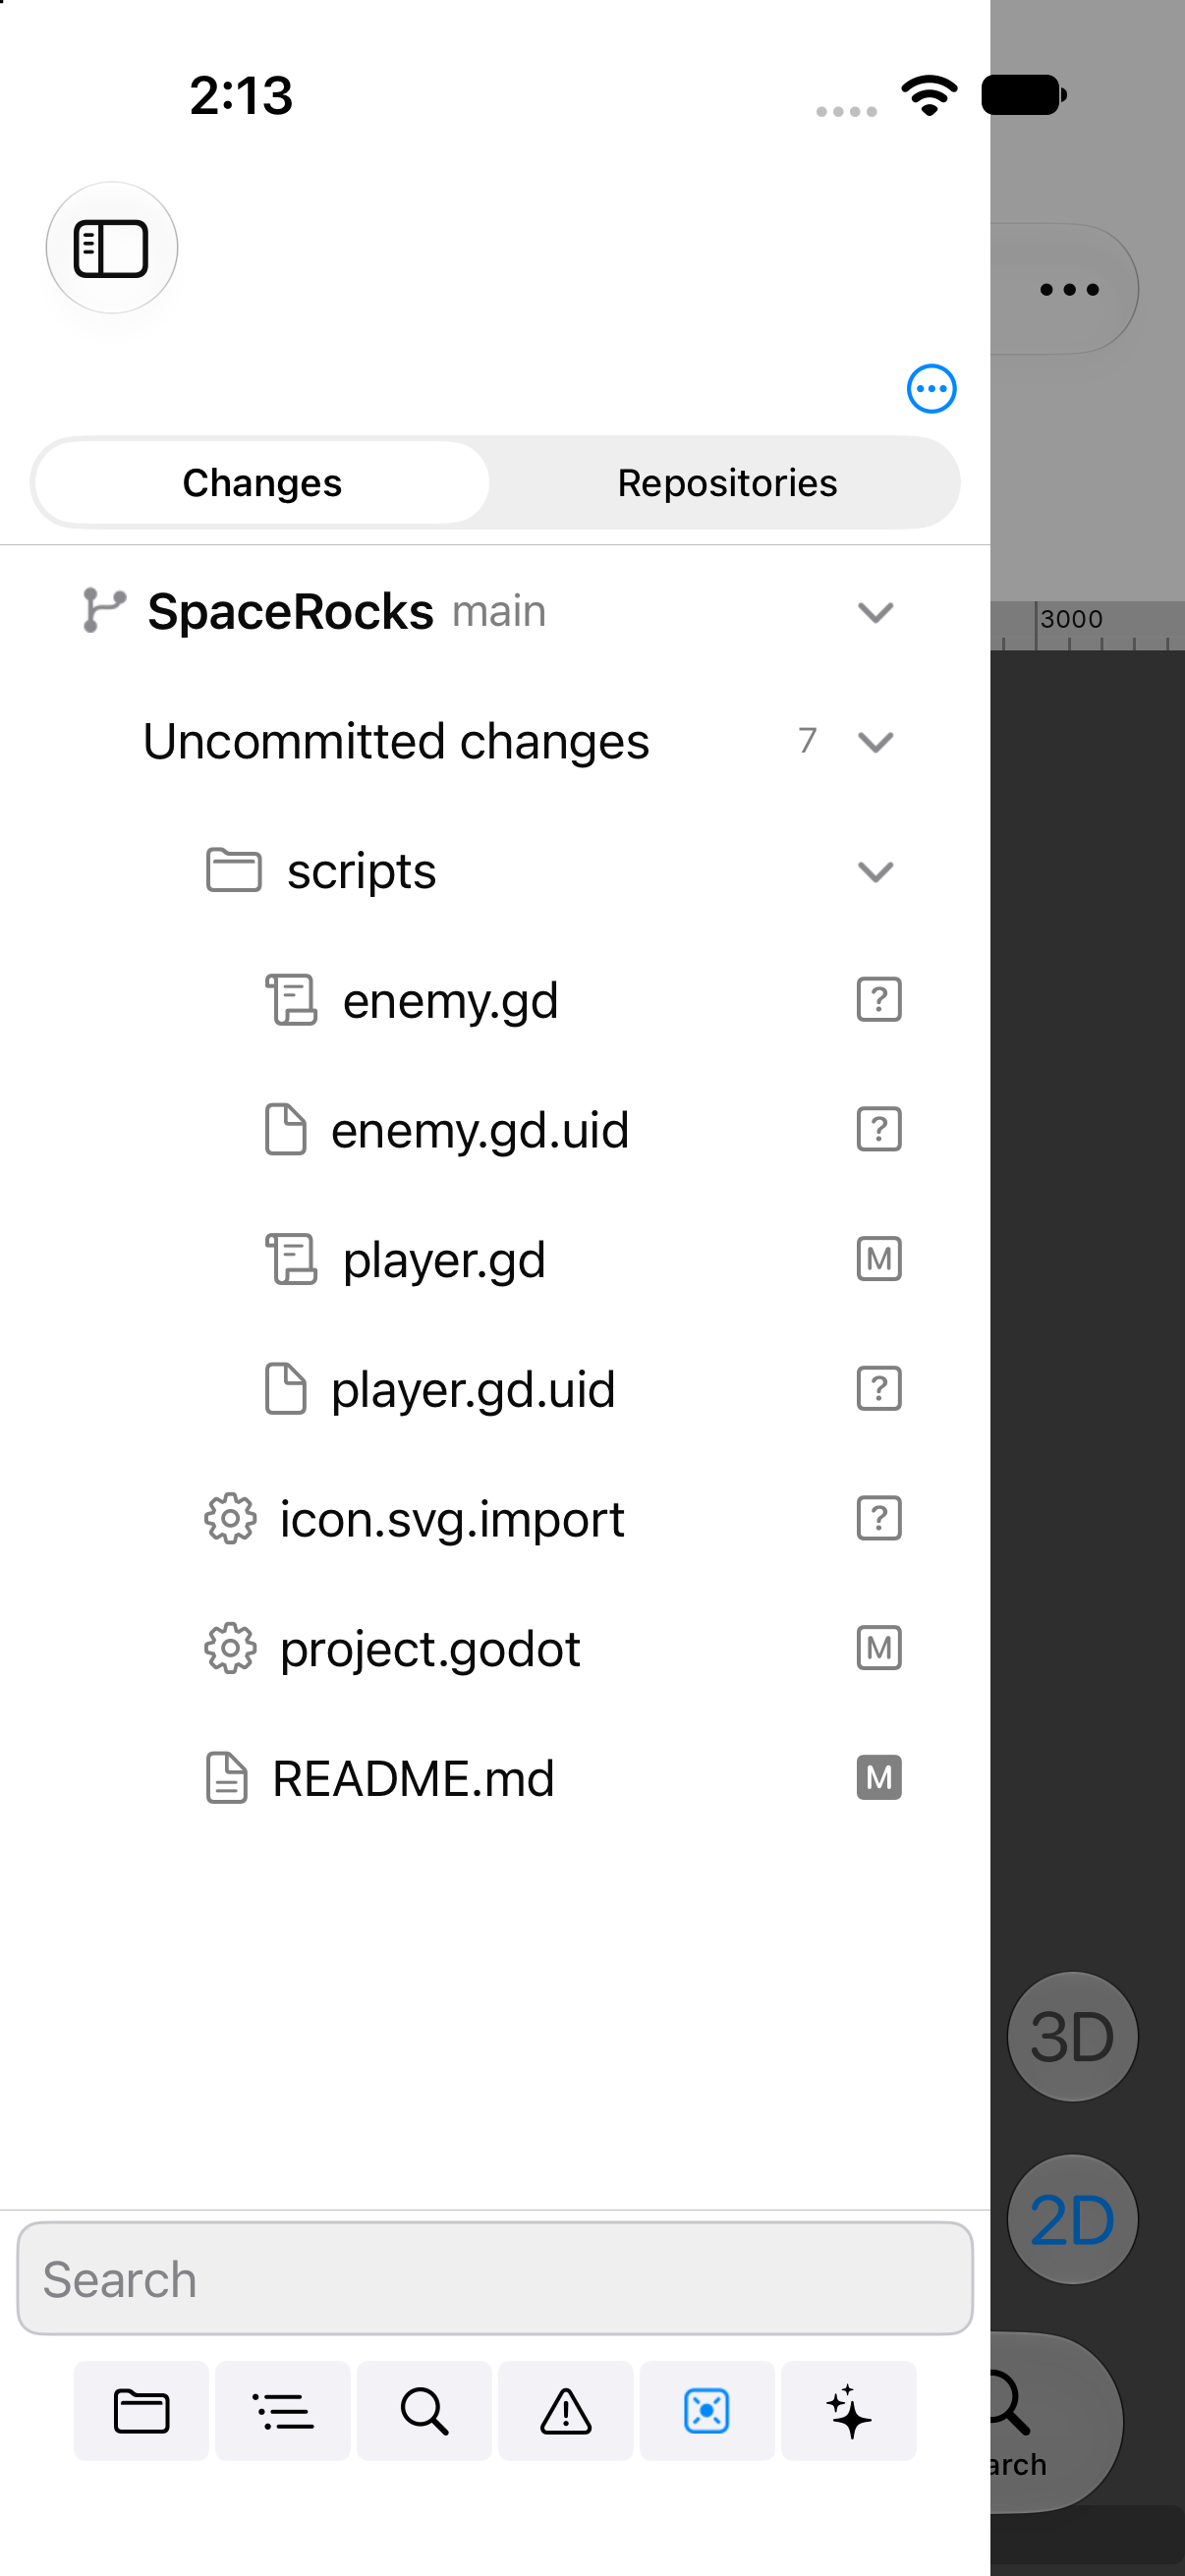 2:13
Changes
Repositories
SpaceRocks main
3000
Uncommitted changes 7
scripts
enemy.gd ?
enemy.gd.uid ?
player.gd M
player.gd.uid ?
icon.svg.import ?
project.godot M
README.md M
3D
2D
Search
arch